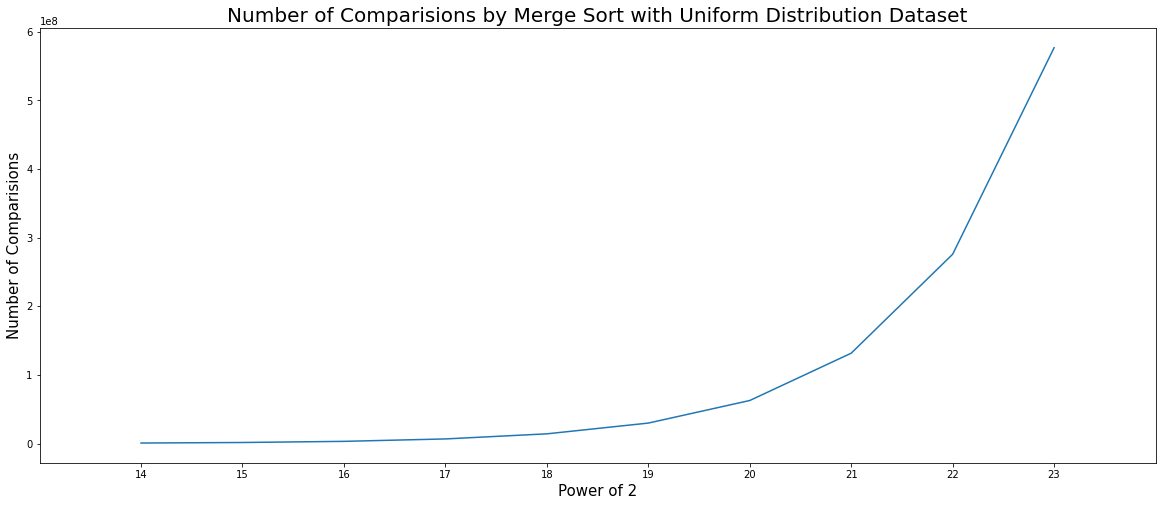 Number of Comparisions by Merge Sort with Uniform Distribution Dataset
1e8
6
5
4
3
2
1
0
Number of Comparisions
14 15 16 17 18 19 20 21 22 23
Power of 2